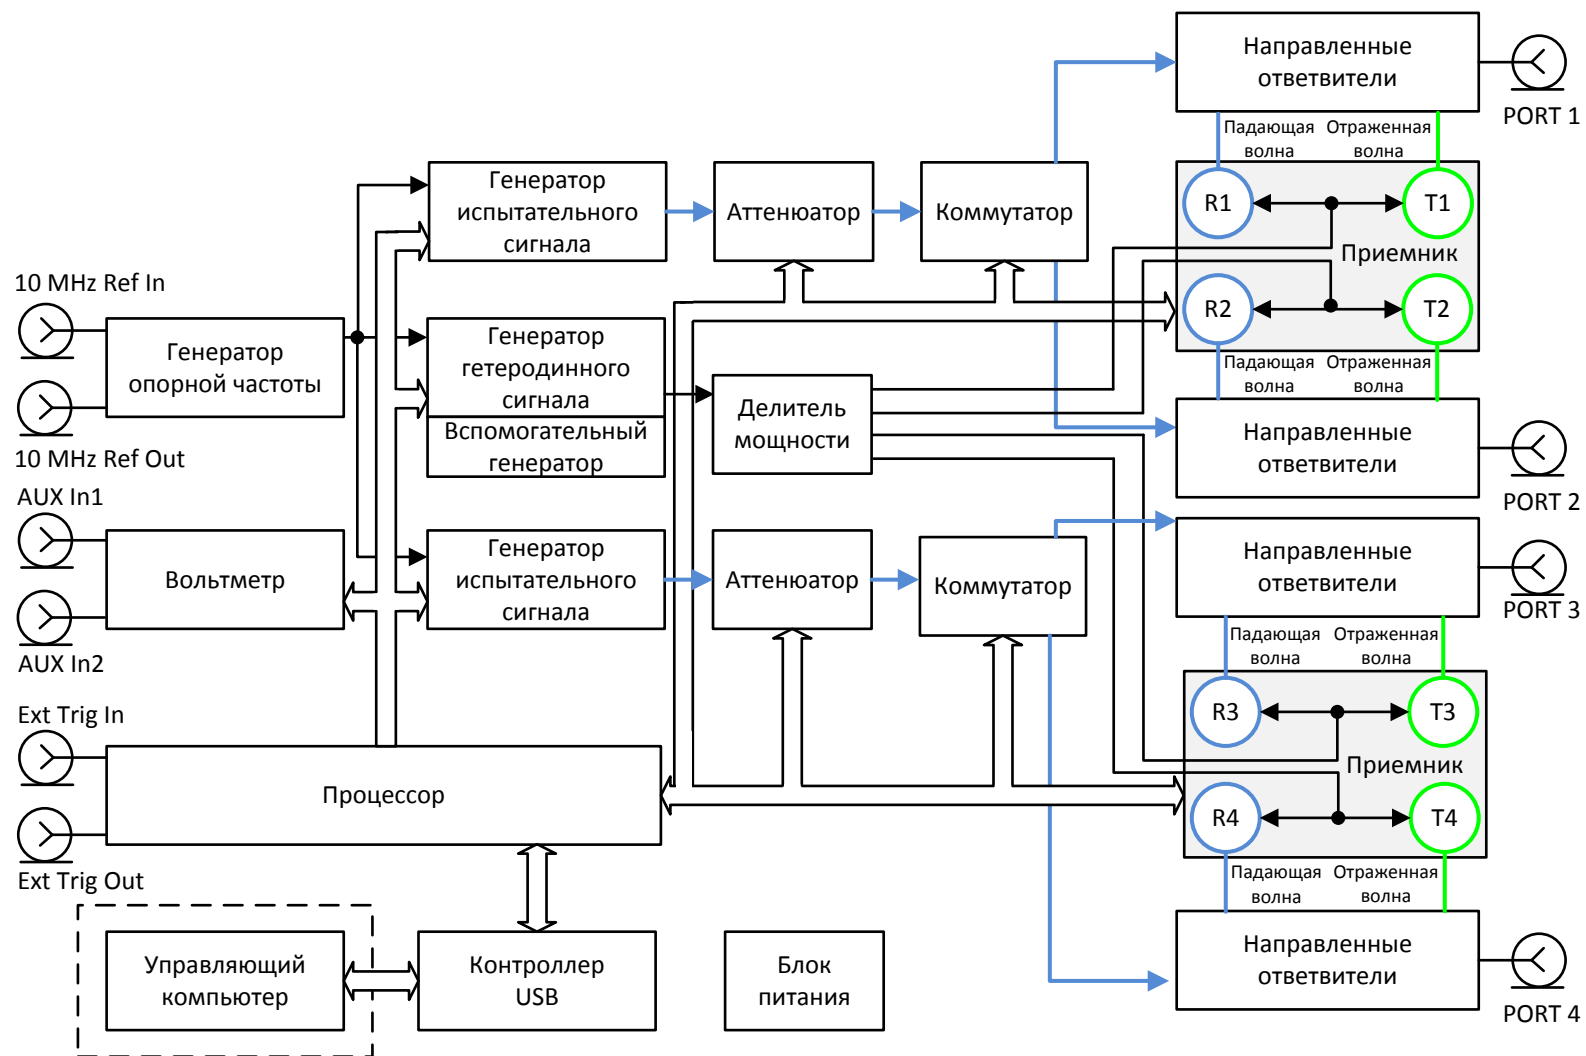 Направленные
ответвители
PORT 1
Падающая
волна
Отраженная
волна
Генератор
испытательного
сигнала
Аттенюатор
Коммутатор
R1
T1
Приемник
R2
T2
10 MHz Ref In
Генератор
опорной частоты
10 MHz Ref Out
Генератор
гетеродинного
сигнала
Вспомогательный
генератор
Делитель
мощности
Падающая
волна
Отраженная
волна
Направленные
ответвители
PORT 2
AUX In1
Вольтметр
AUX In2
Генератор
испытательного
сигнала
Аттенюатор
Коммутатор
Направленные
ответвители
PORT 3
Падающая
волна
Отраженная
волна
R3
T3
Приемник
R4
T4
Ext Trig In
Процессор
Ext Trig Out
Падающая
волна
Отраженная
волна
Управляющий
компьютер
Контроллер
USB
Блок
питания
Направленные
ответвители
PORT 4